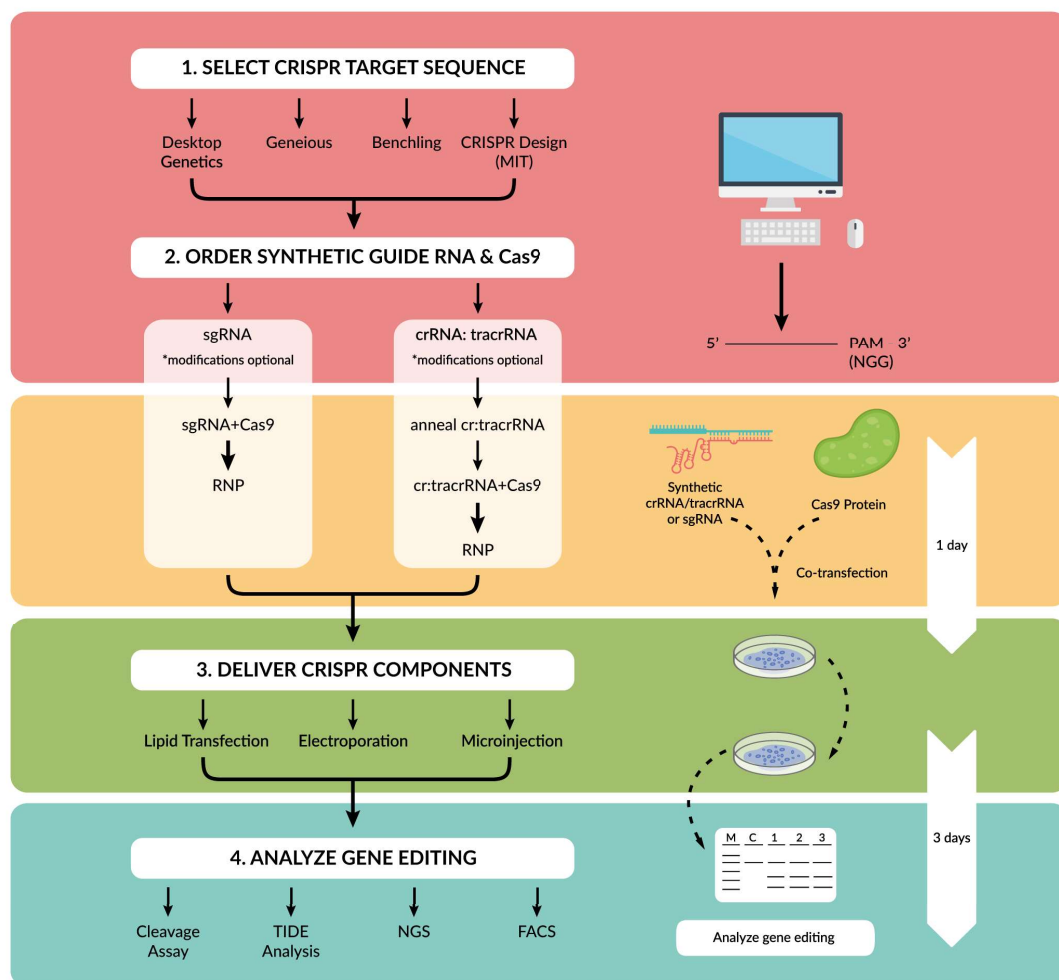 1. SELECT CRISPR TARGET SEQUENCE
Desktop
Genetics
Geneious
Benchling
CRISPR Design
(MIT)
2. ORDER SYNTHETIC GUIDE RNA & Cas9
sgRNA
*modifications optional
sgRNA+Cas9
RNP
crRNA: tracrRNA
*modifications optional
anneal cr:tracrRNA
cr:tracrRNA+Cas9
RNP
5’ PAM 3’
(NGG)
Synthetic
crRNA/tracrRNA
or sgRNA
Cas9 Protein
Co-transfection
1 day
3. DELIVER CRISPR COMPONENTS
Lipid Transfection
Electroporation
Microinjection
4. ANALYZE GENE EDITING
Cleavage
Assay
TIDE
Analysis
NGS
FACS
M C 1 2 3
Analyze gene editing
3 days